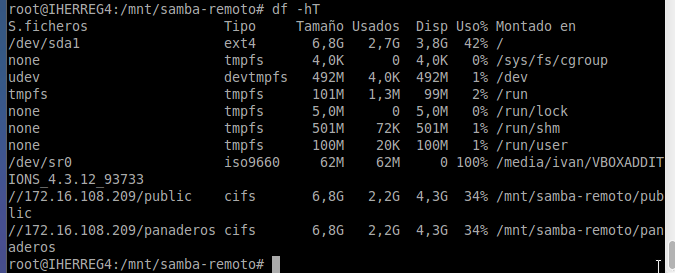 root@IHERREG4:/mnt/samba-remoto# df -hT
S.ficheros                 Tipo     Tamaño Usados  Disp Uso% Montado en
/dev/sda1                  ext4       6,8G   2,7G  3,8G  42% /
none                       tmpfs      4,0K      0  4,0K   0% /sys/fs/cgroup
udev                       devtmpfs   492M   4,0K  492M   1% /dev
tmpfs                      tmpfs      101M   1,3M   99M   2% /run
none                       tmpfs      5,0M      0  5,0M   0% /run/lock
none                       tmpfs      501M    72K  501M   1% /run/shm
none                       tmpfs      100M    20K  100M   1% /run/user
/dev/sr0                   iso9660     62M    62M     0 100% /media/ivan/VBOXADDIT
IONS_4.3.12_93733
//172.16.108.209/public    cifs       6,8G   2,2G  4,3G  34% /mnt/samba-remoto/pub
lic
//172.16.108.209/panaderos cifs       6,8G   2,2G  4,3G  34% /mnt/samba-remoto/pan
aderos
root@IHERREG4:/mnt/samba-remoto#